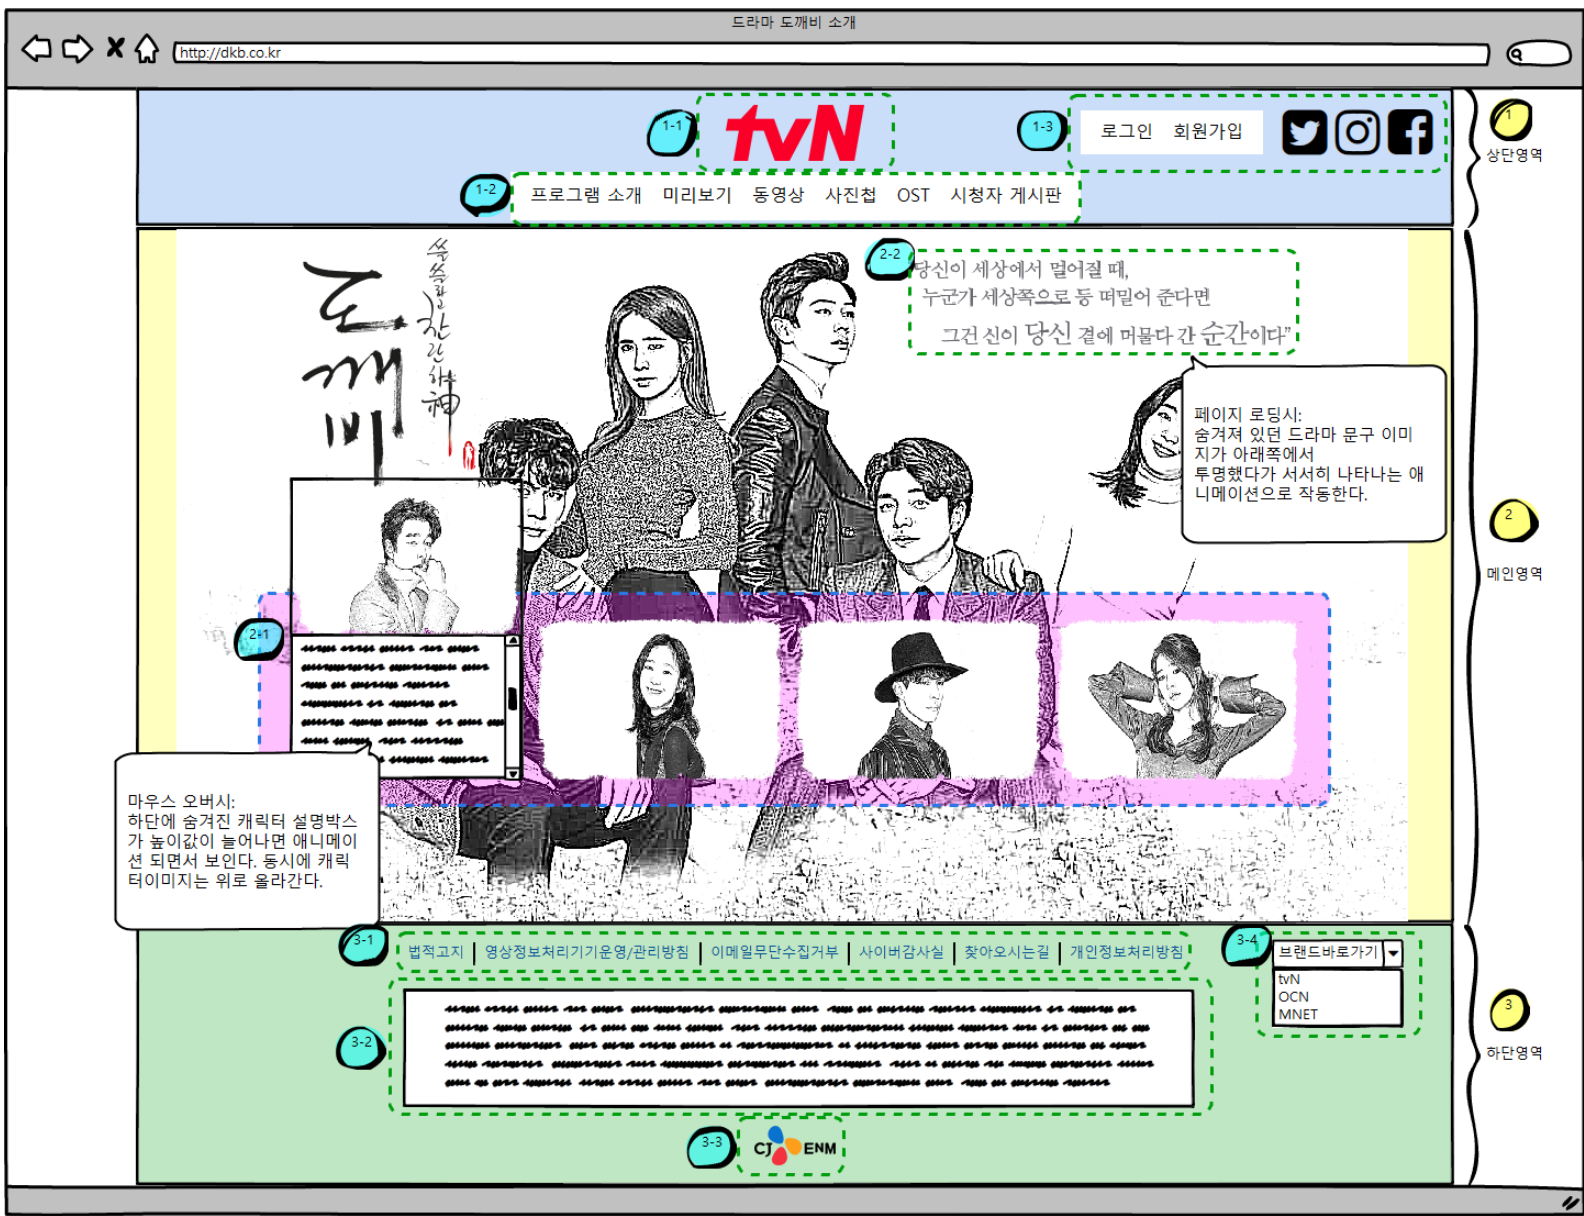 드라마 도깨비 소개
http://dkb.co.kr
1-1
tvN
1-3
로그인 회원가입
1
상단영역
1-2
프로그램 소개 미리보기 동영상 사진첩 OST 시청자 게시판
도깨비
쓸쓸하고 찬란하神
2-2
당신이 세상에서 멀어질 때,
누군가 세상쪽으로 등 떠밀어 준다면
그건 신이 당신 곁에 머물다 간 순간이다”
페이지 로딩시:
숨겨져 있던 드라마 문구 이미
지가 아래쪽에서
투명했다가 서서히 나타나는 애
니메이션으로 작동한다.
2
메인영역
2-1
마우스 오버시:
하단에 숨겨진 캐릭터 설명박스
가 높이값이 늘어나면 애니메이
션 되면서 보인다. 동시에 캐릭
터이미지는 위로 올라간다.
3-1
법적고지 | 영상정보처리기기운영/관리방침 | 이메일무단수집거부 | 사이버감사실 | 찾아오시는길 | 개인정보처리방침
3-4
브랜드바로가기
tvN
OCN
MNET
3-2
3
하단영역
3-3
CJ ENM